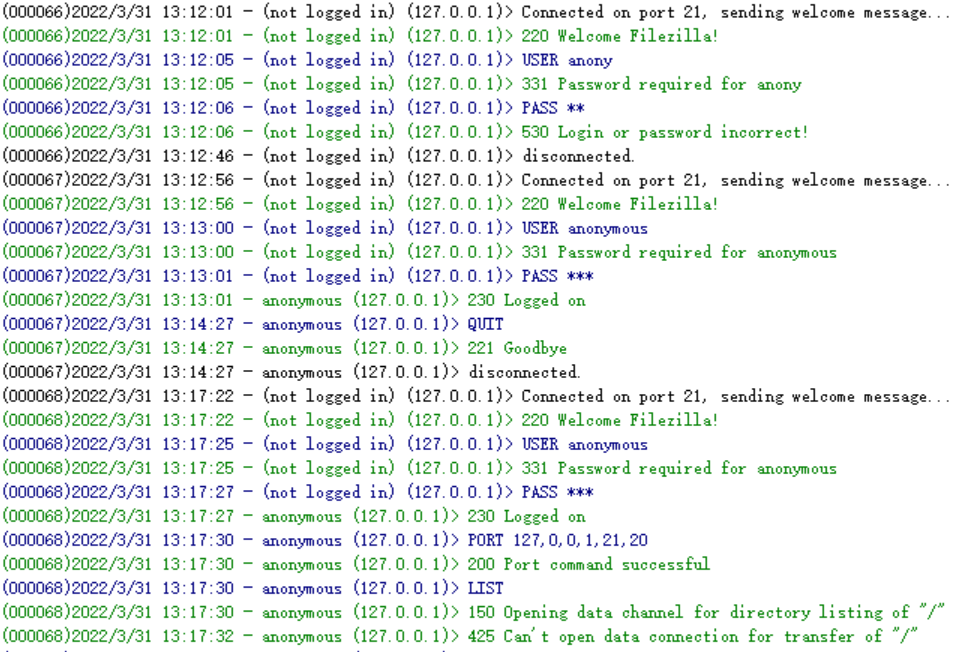 (000066)2022/3/31 13:12:01 - (not logged in) (127.0.0.1)> Connected on port 21, sending welcome message...
(000066)2022/3/31 13:12:01 - (not logged in) (127.0.0.1)> 220 Welcome Filezilla!
(000066)2022/3/31 13:12:05 - (not logged in) (127.0.0.1)> USER anony
(000066)2022/3/31 13:12:05 - (not logged in) (127.0.0.1)> 331 Password required for anony
(000066)2022/3/31 13:12:06 - (not logged in) (127.0.0.1)> PASS **
(000066)2022/3/31 13:12:06 - (not logged in) (127.0.0.1)> 530 Login or password incorrect!
(000066)2022/3/31 13:12:46 - (not logged in) (127.0.0.1)> disconnected.
(000067)2022/3/31 13:12:56 - (not logged in) (127.0.0.1)> Connected on port 21, sending welcome message...
(000067)2022/3/31 13:12:56 - (not logged in) (127.0.0.1)> 220 Welcome Filezilla!
(000067)2022/3/31 13:13:00 - (not logged in) (127.0.0.1)> USER anonymous
(000067)2022/3/31 13:13:00 - (not logged in) (127.0.0.1)> 331 Password required for anonymous
(000067)2022/3/31 13:13:01 - (not logged in) (127.0.0.1)> PASS ***
(000067)2022/3/31 13:13:01 - anonymous (127.0.0.1)> 230 Logged on
(000067)2022/3/31 13:14:27 - anonymous (127.0.0.1)> QUIT
(000067)2022/3/31 13:14:27 - anonymous (127.0.0.1)> 221 Goodbye
(000067)2022/3/31 13:14:27 - anonymous (127.0.0.1)> disconnected.
(000068)2022/3/31 13:17:22 - (not logged in) (127.0.0.1)> Connected on port 21, sending welcome message...
(000068)2022/3/31 13:17:22 - (not logged in) (127.0.0.1)> 220 Welcome Filezilla!
(000068)2022/3/31 13:17:25 - (not logged in) (127.0.0.1)> USER anonymous
(000068)2022/3/31 13:17:25 - (not logged in) (127.0.0.1)> 331 Password required for anonymous
(000068)2022/3/31 13:17:27 - (not logged in) (127.0.0.1)> PASS ***
(000068)2022/3/31 13:17:27 - anonymous (127.0.0.1)> 230 Logged on
(000068)2022/3/31 13:17:30 - anonymous (127.0.0.1)> PORT 127,0,0,1,21,20
(000068)2022/3/31 13:17:30 - anonymous (127.0.0.1)> 200 Port command successful
(000068)2022/3/31 13:17:30 - anonymous (127.0.0.1)> LIST
(000068)2022/3/31 13:17:30 - anonymous (127.0.0.1)> 150 Opening data channel for directory listing of "/"
(000068)2022/3/31 13:17:32 - anonymous (127.0.0.1)> 425 Can't open data connection for transfer of "/"